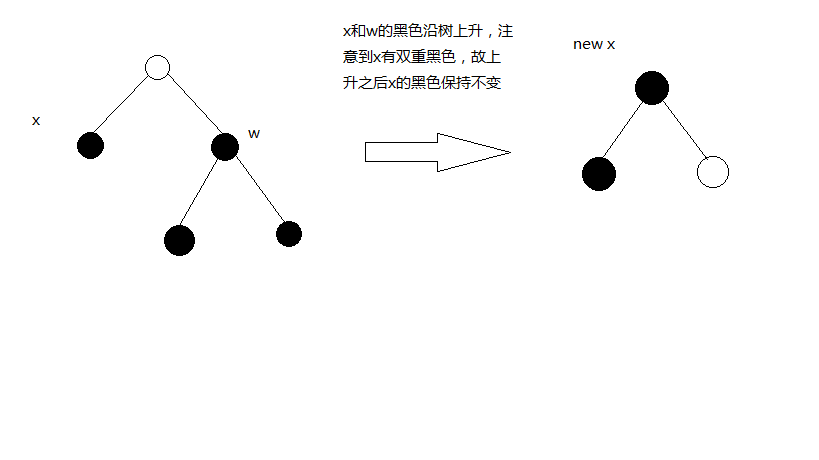 x和w的黑色沿树上升，注
意到x有双重黑色，故上
升之后x的黑色保持不变
new x
x
w